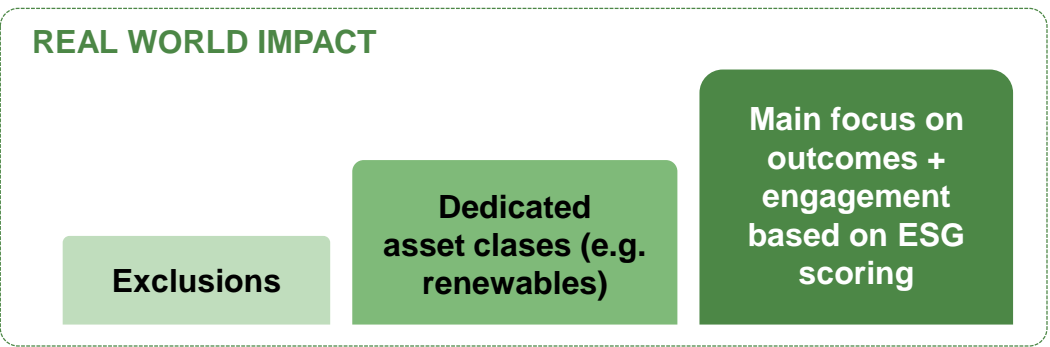 REAL WORLD IMPACT
Exclusions
Dedicated
asset clases (e.g.
renewables)
Main focus on
outcomes +
engagement
based on ESG
scoring